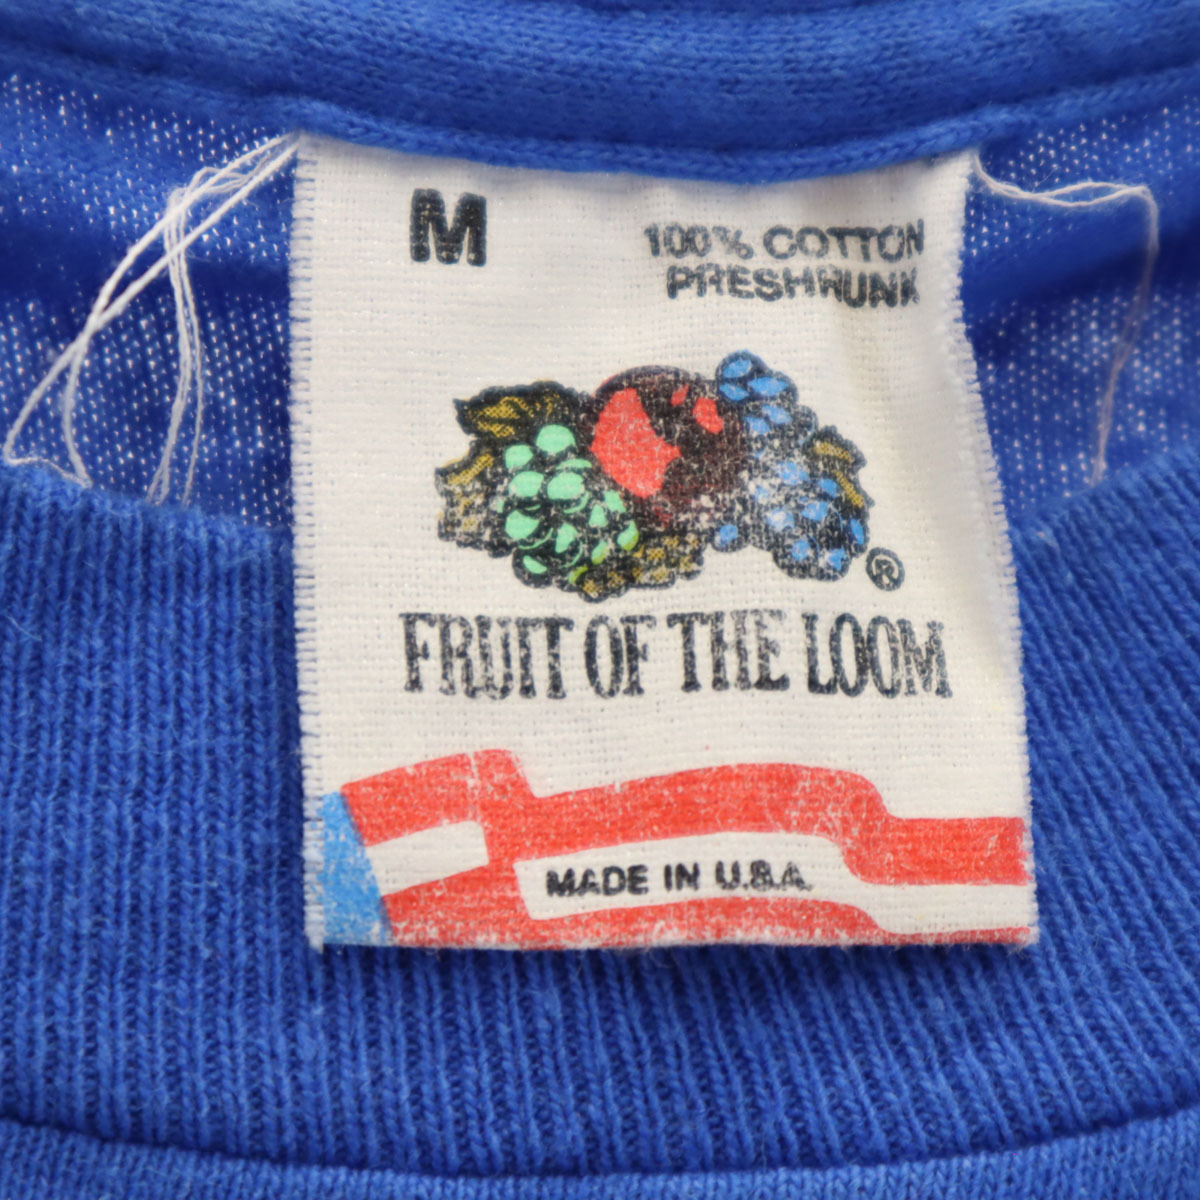 M
100% COTTON
PRESHRUNK
®
FRUIT OF THE LOOM
MADE IN U.S.A.